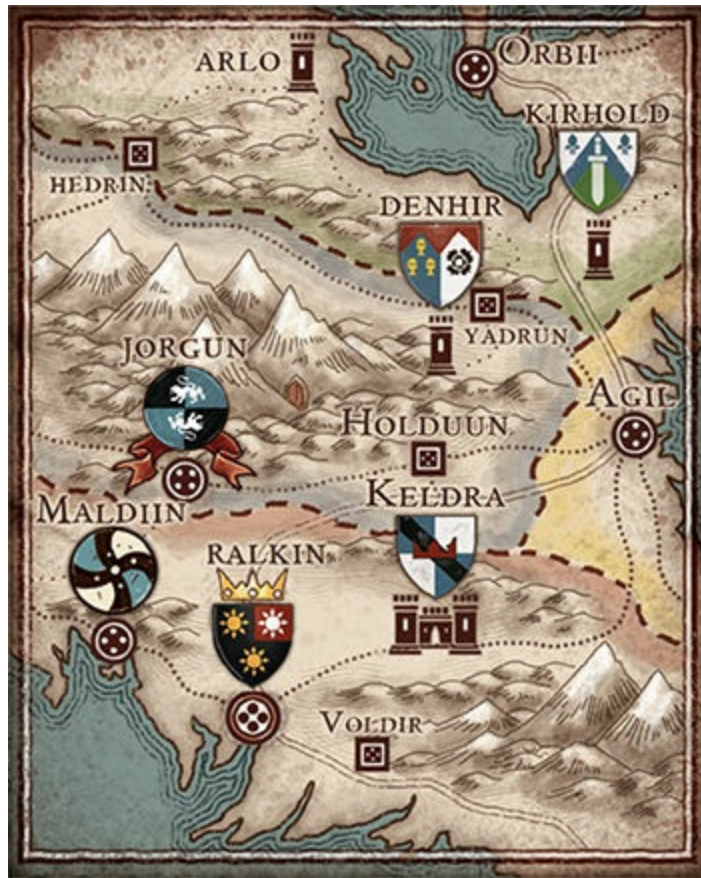 ARLO
ORBII
KIRHOLD
HEDRIN
DENHIR
YADRUN
JORGUN
AGIL
HOLDUUN
KELDRA
MALDIIN
RALKIN
VOLDIR